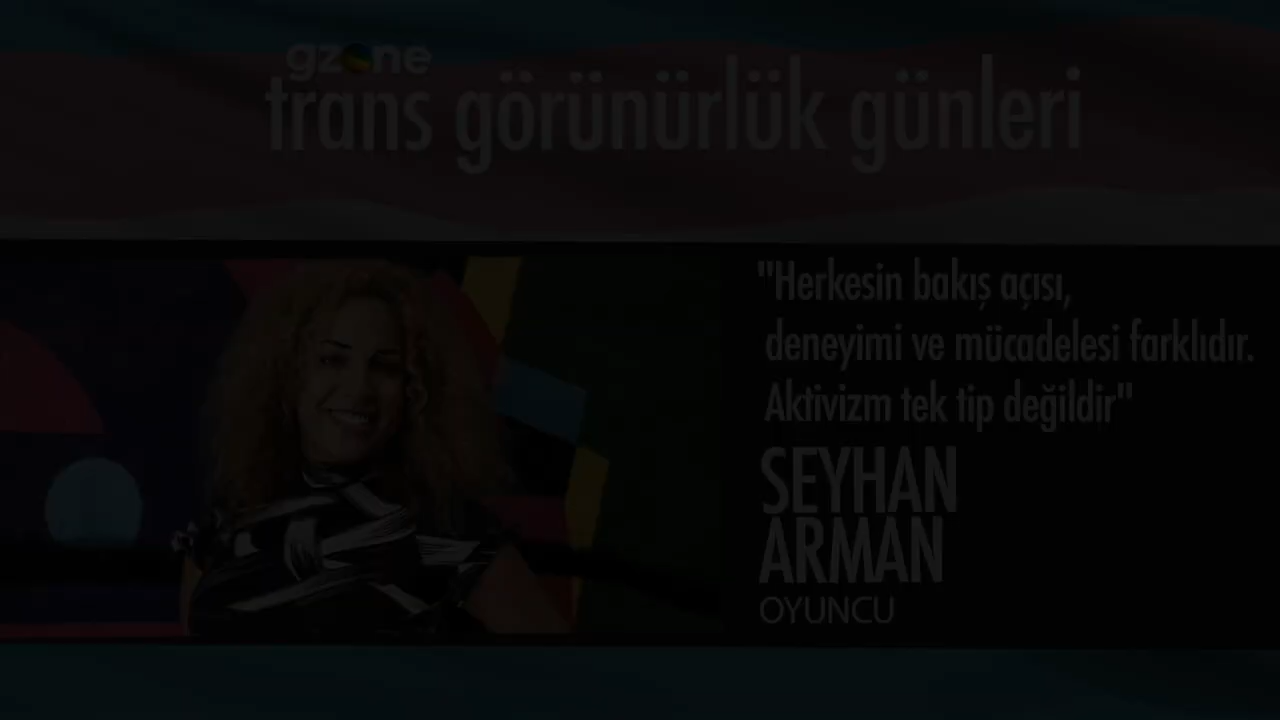 gzone
trans görünürlük günleri
"Herkesin bakış açısı,
deneyimi ve mücadelesi farklıdır.
Aktivizm tek tip değildir"
SEYHAN
ARMAN
OYUNCU